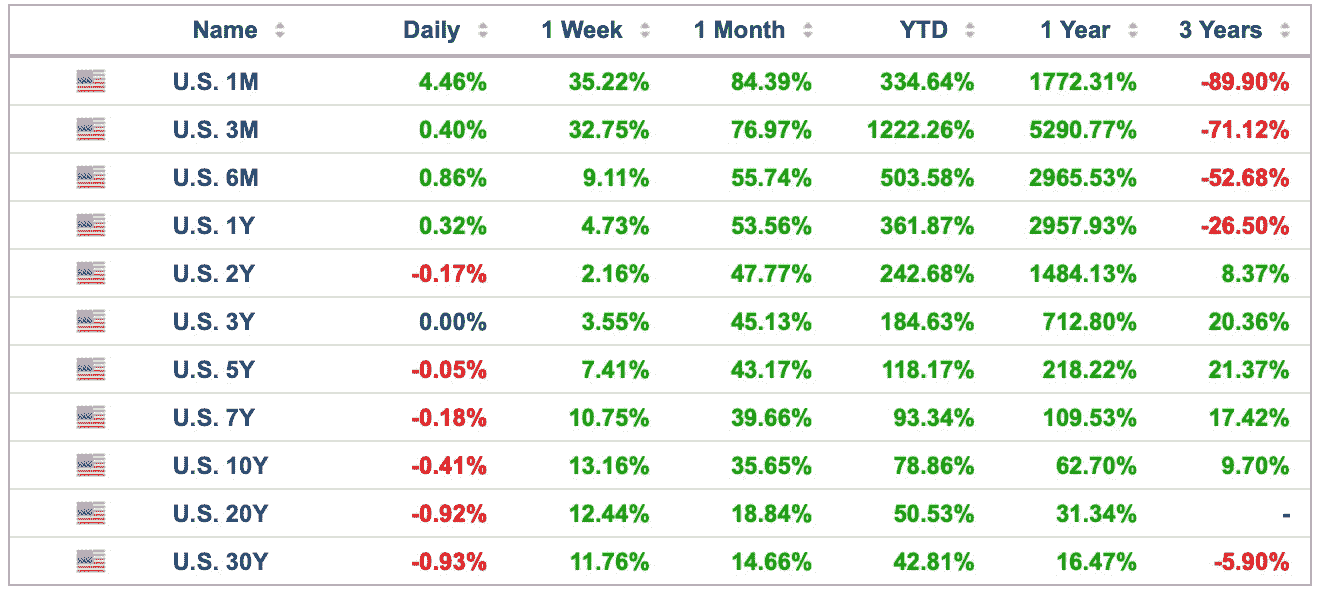 Name Daily 1 Week 1 Month YTD 1 Year 3 Years
U.S. 1M 4.46% 35.22% 84.39% 334.64% 1772.31% -89.90%
U.S. 3M 0.40% 32.75% 76.97% 1222.26% 5290.77% -71.12%
U.S. 6M 0.86% 9.11% 55.74% 503.58% 2965.53% -52.68%
U.S. 1Y 0.32% 4.73% 53.56% 361.87% 2957.93% -26.50%
U.S. 2Y -0.17% 2.16% 47.77% 242.68% 1484.13% 8.37%
U.S. 3Y 0.00% 3.55% 45.13% 184.63% 712.80% 20.36%
U.S. 5Y -0.05% 7.41% 43.17% 118.17% 218.22% 21.37%
U.S. 7Y -0.18% 10.75% 39.66% 93.34% 109.53% 17.42%
U.S. 10Y -0.41% 13.16% 35.65% 78.86% 62.70% 9.70%
U.S. 20Y -0.92% 12.44% 18.84% 50.53% 31.34% -
U.S. 30Y -0.93% 11.76% 14.66% 42.81% 16.47% -5.90%